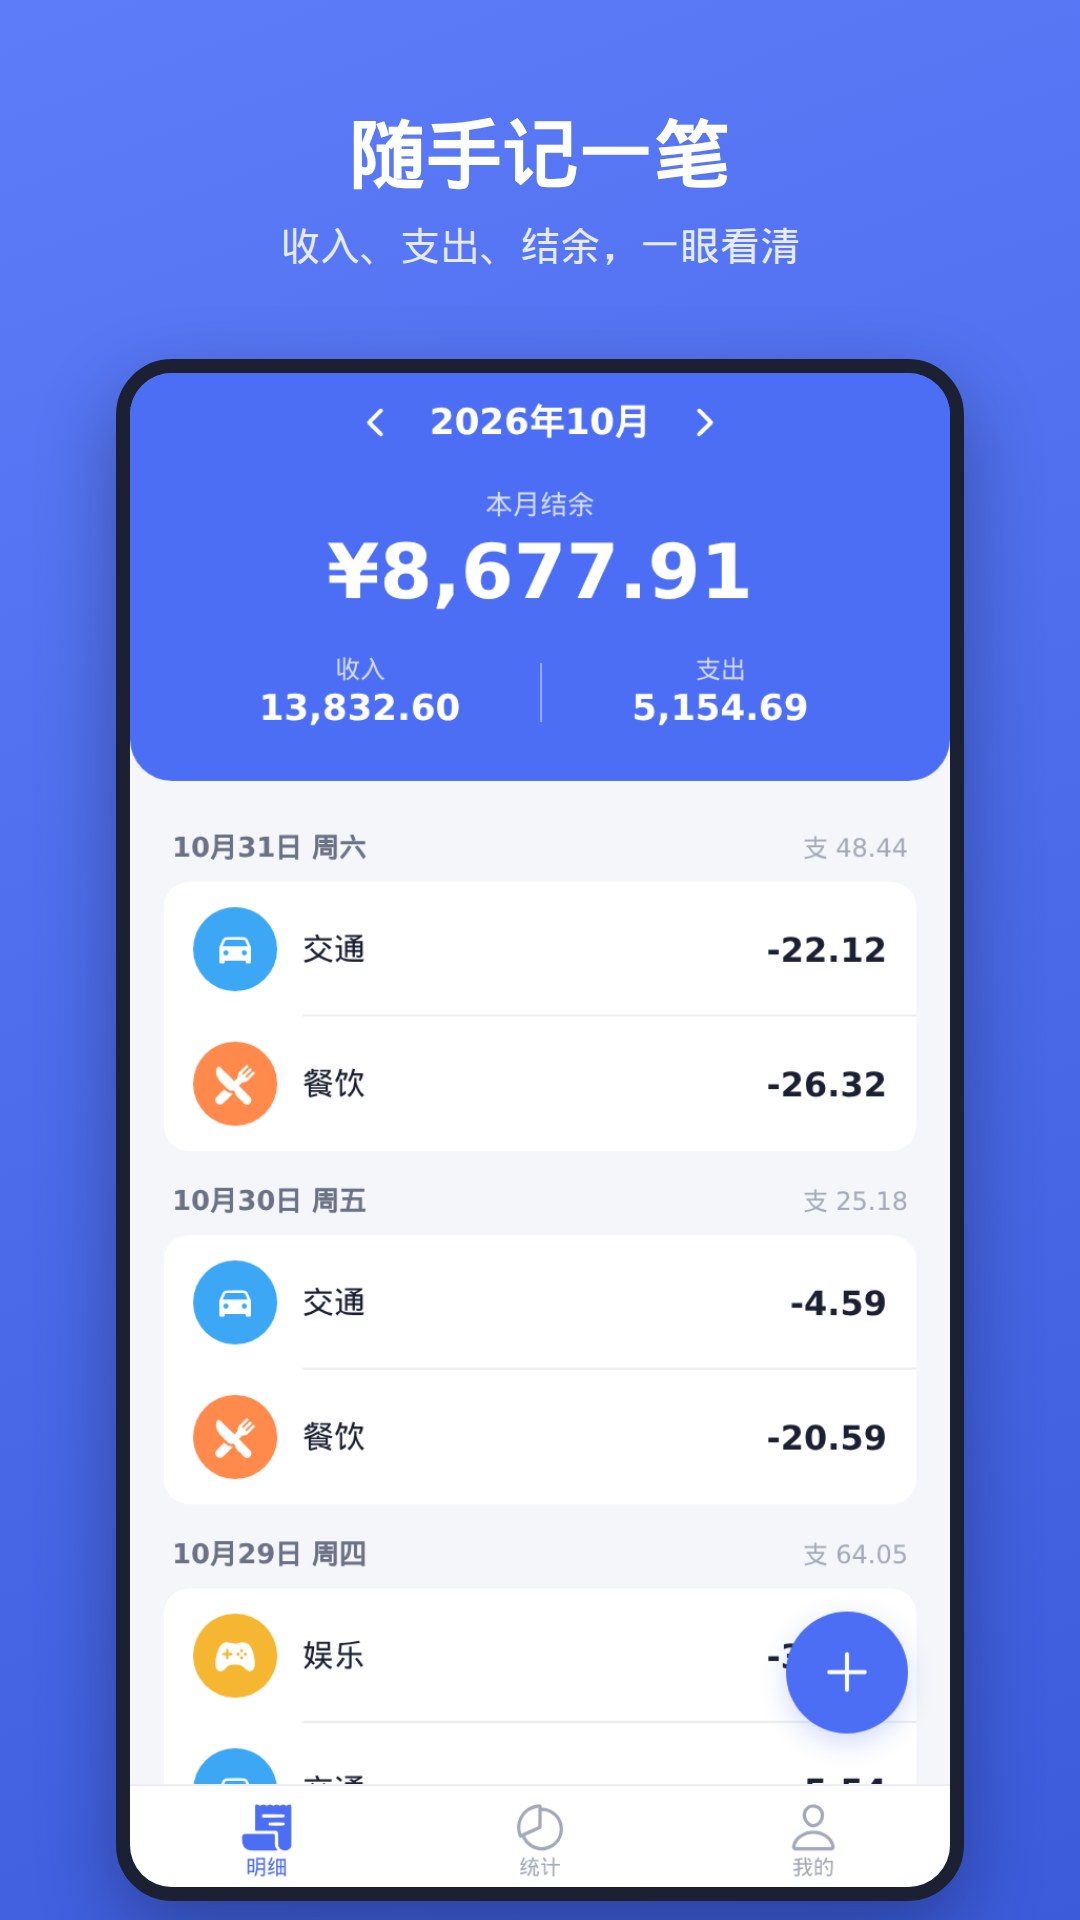 随手记一笔
收入、支出、结余，一眼看清
2026年10月
本月结余
¥8,677.91
收入 支出
13,832.60 5,154.69
10月31日 周六 支 48.44
交通 -22.12
餐饮 -26.32
10月30日 周五 支 25.18
交通 -4.59
餐饮 -20.59
10月29日 周四 支 64.05
娱乐
交通
明细 统计 我的